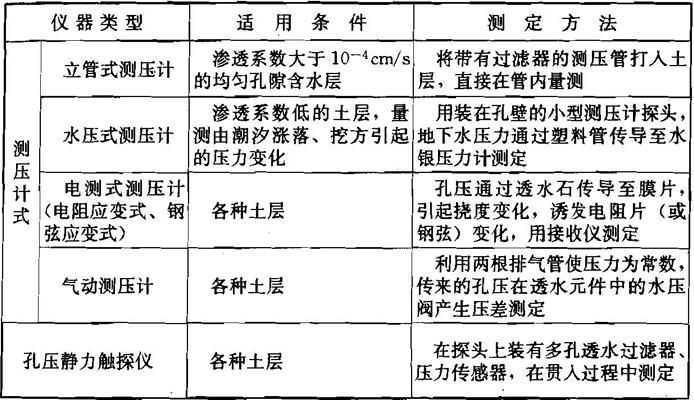 仪器类型 适用条件 测定方法
测压计式
立管式测压计
渗透系数大于10⁻⁴cm/s
的均匀孔隙含水层
将带有过滤器的测压管打入土
层，直接在管内量测
水压式测压计
渗透系数低的土层，量
测由潮汐涨落、挖方引起
的压力变化
用装在孔壁的小型测压计探头，
地下水压力通过塑料管传导至水
银压力计测定
电测式测压计
（电阻应变式、钢
弦应变式）
各种土层
孔压通过透水石传导至膜片，
引起挠度变化，诱发电阻片（或
钢弦）变化，用接收仪测定
气动测压计
各种土层
利用两根排气管使压力为常数，
传来的孔压在透水元件中的水压
阀产生压差测定
孔压静力触探仪
各种土层
在探头上装有多孔透水过滤器、
压力传感器，在贯入过程中测定